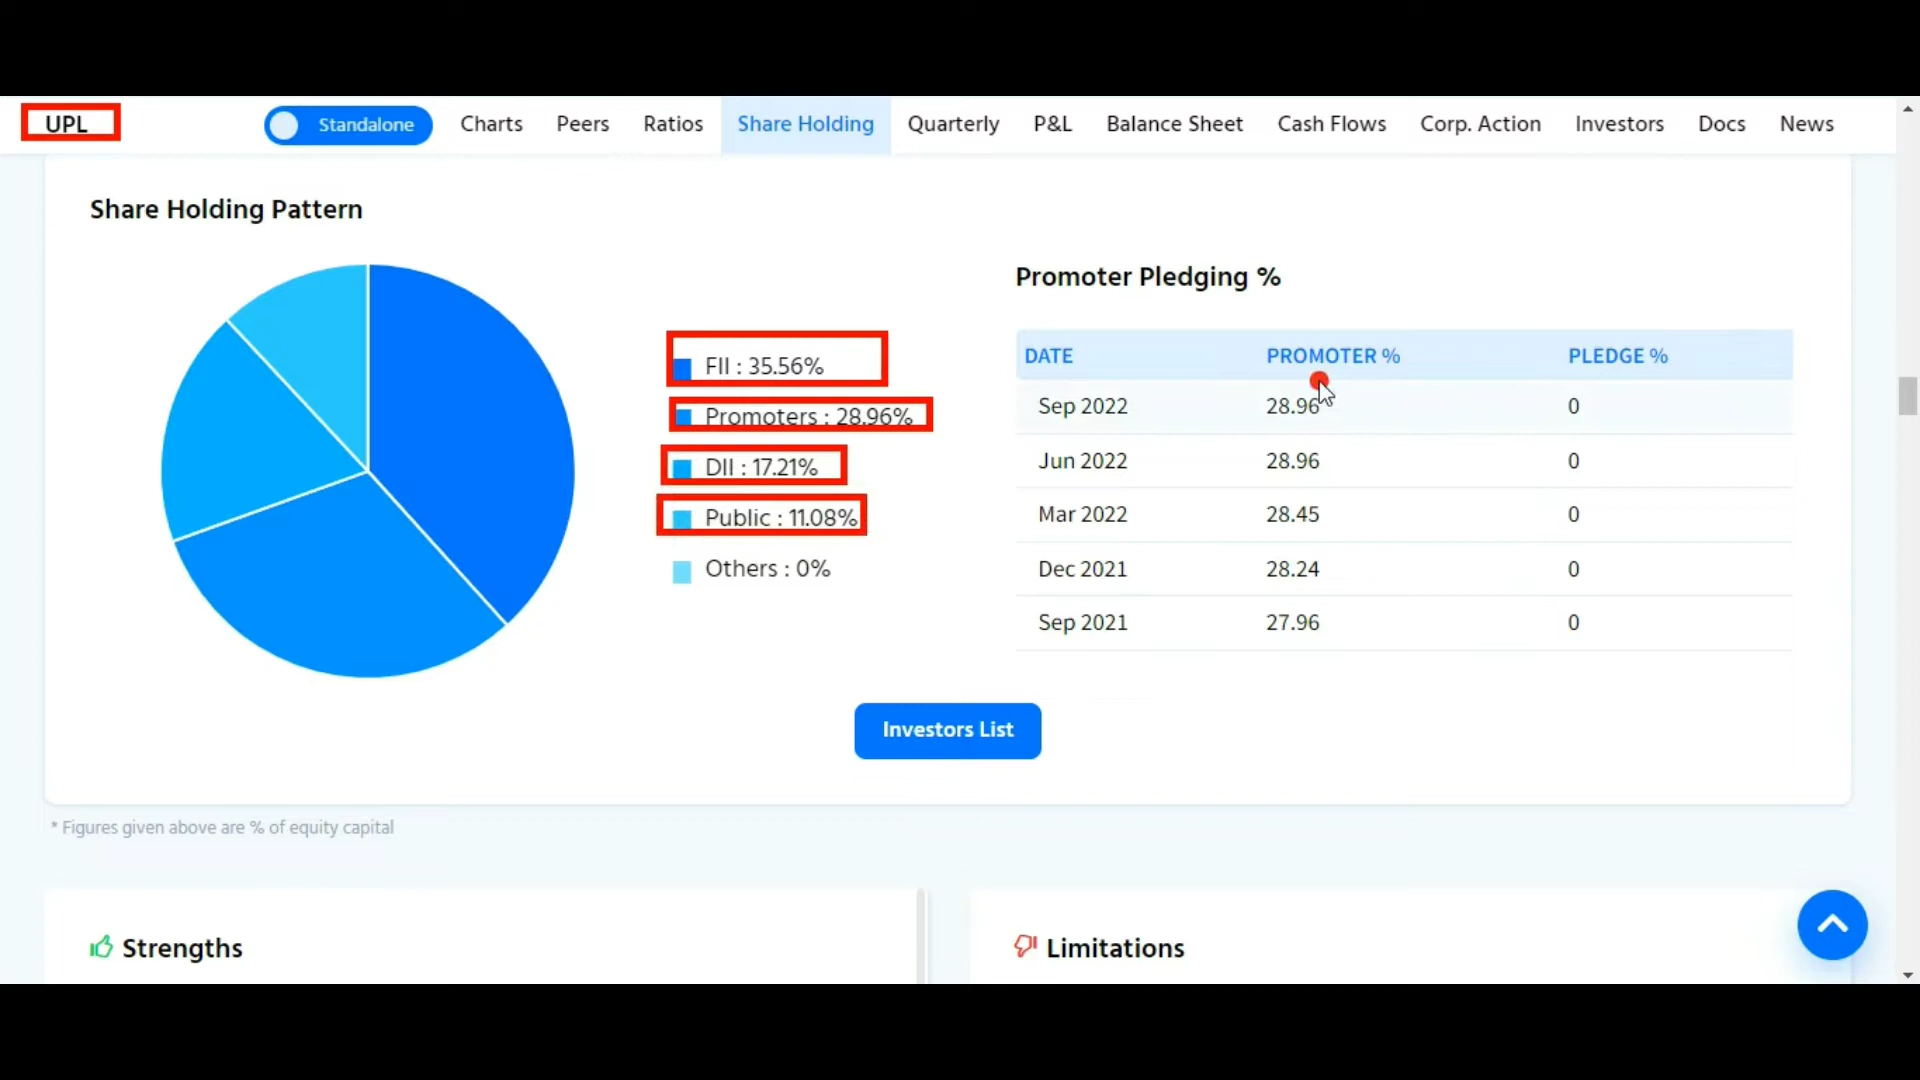 UPL
Standalone
Charts
Peers
Ratios
Share Holding
Quarterly
P&L
Balance Sheet
Cash Flows
Corp. Action
Investors
Docs
News
Share Holding Pattern
FII : 35.56%
Promoters : 28.96%
DII : 17.21%
Public : 11.08%
Others : 0%
Promoter Pledging %
DATE PROMOTER % PLEDGE %
Sep 2022 28.96 0
Jun 2022 28.96 0
Mar 2022 28.45 0
Dec 2021 28.24 0
Sep 2021 27.96 0
Investors List
* Figures given above are % of equity capital
Strengths
Limitations